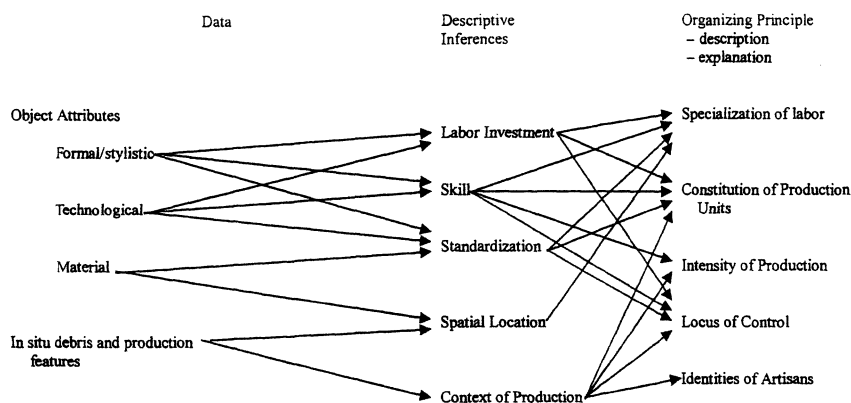 Data
Descriptive
Inferences
Organizing Principle
– description
– explanation
Object Attributes
Formal/stylistic
Technological
Material
In situ debris and production
features
Labor Investment
Skill
Standardization
Spatial Location
Context of Production
Specialization of labor
Constitution of Production
Units
Intensity of Production
Locus of Control
Identities of Artisans